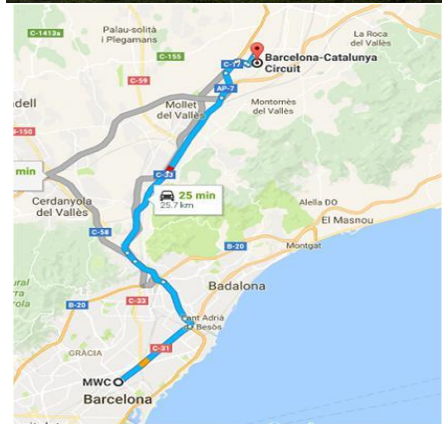 C-1413a
Palau-solità
i Plegamans
La Roca
del Vallès
C-155
C-17
Barcelona-Catalunya
Circuit
C-59
AP-7
Mollet
del Vallès
Montornès
del Vallès
dell
-150
min
C-33
25 min
25.7 km
Cerdanyola
del Vallès
Alella DO
El Masnou
C-58
B-20
Montgat
Badalona
B-20
C-33
Sant Adrià
de Besòs
GRÀCIA
C-31
MWC
Barcelona